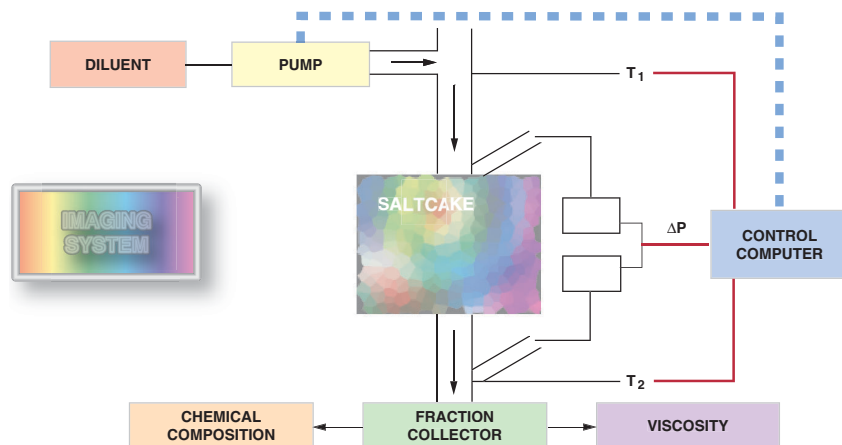 DILUENT
PUMP
T1
SALTCAKE
IMAGING
SYSTEM
ΔP
CONTROL
COMPUTER
T2
CHEMICAL
COMPOSITION
FRACTION
COLLECTOR
VISCOSITY